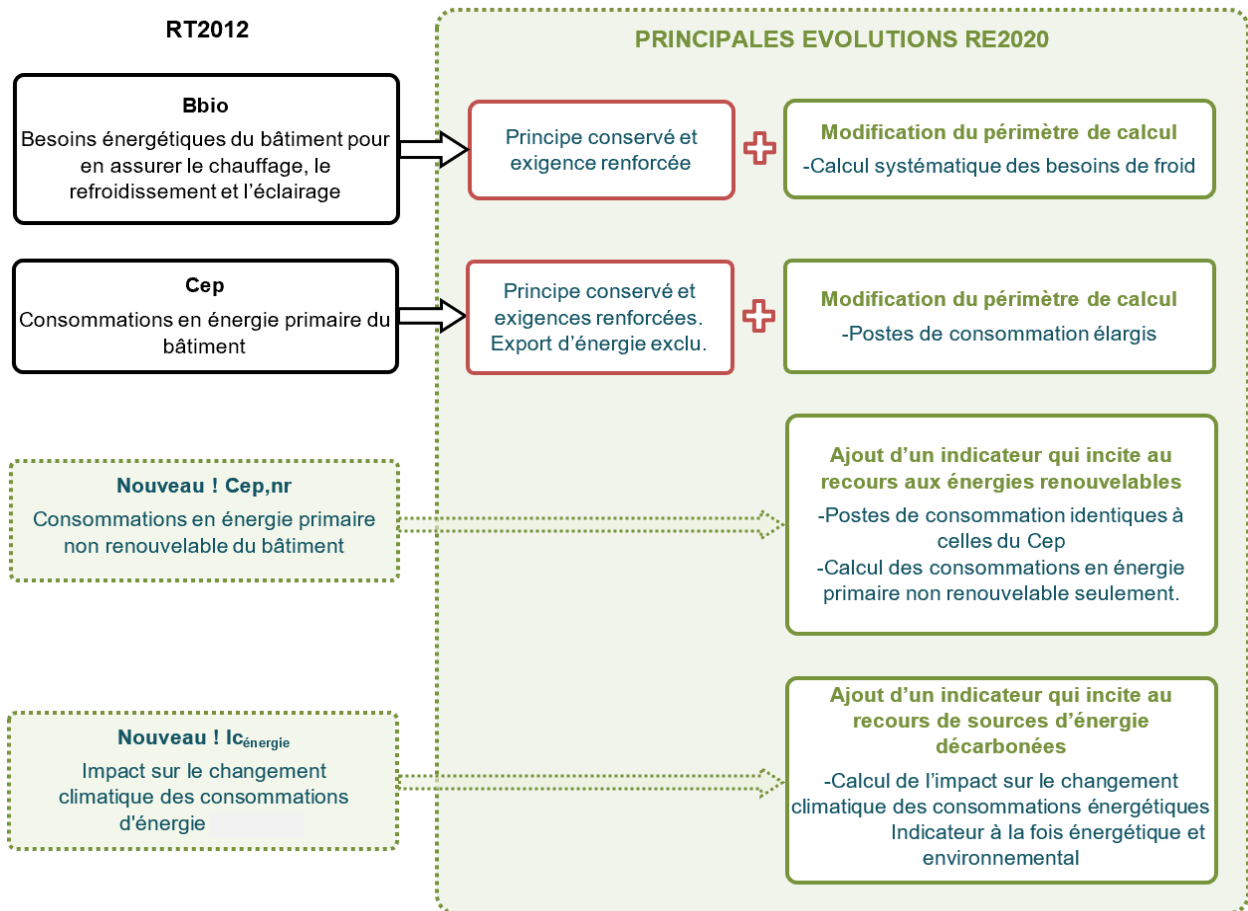 RT2012
PRINCIPALES EVOLUTIONS RE2020
Bbio
Besoins énergétiques du bâtiment pour
en assurer le chauffage, le
refroidissement et l'éclairage
Principe conservé et
exigence renforcée
Modification du périmètre de calcul
-Calcul systématique des besoins de froid
Cep
Consommations en énergie primaire du
bâtiment
Principe conservé et
exigences renforcées.
Export d'énergie exclu.
Modification du périmètre de calcul
-Postes de consommation élargis
Nouveau ! Cep,nr
Consommations en énergie primaire
non renouvelable du bâtiment
Ajout d'un indicateur qui incite au
recours aux énergies renouvelables
-Postes de consommation identiques à
celles du Cep
-Calcul des consommations en énergie
primaire non renouvelable seulement.
Nouveau ! Icénergie
Impact sur le changement
climatique des consommations
d'énergie
Ajout d'un indicateur qui incite au
recours de sources d'énergie
décarbonées
-Calcul de l'impact sur le changement
climatique des consommations énergétiques
Indicateur à la fois énergétique et
environnemental